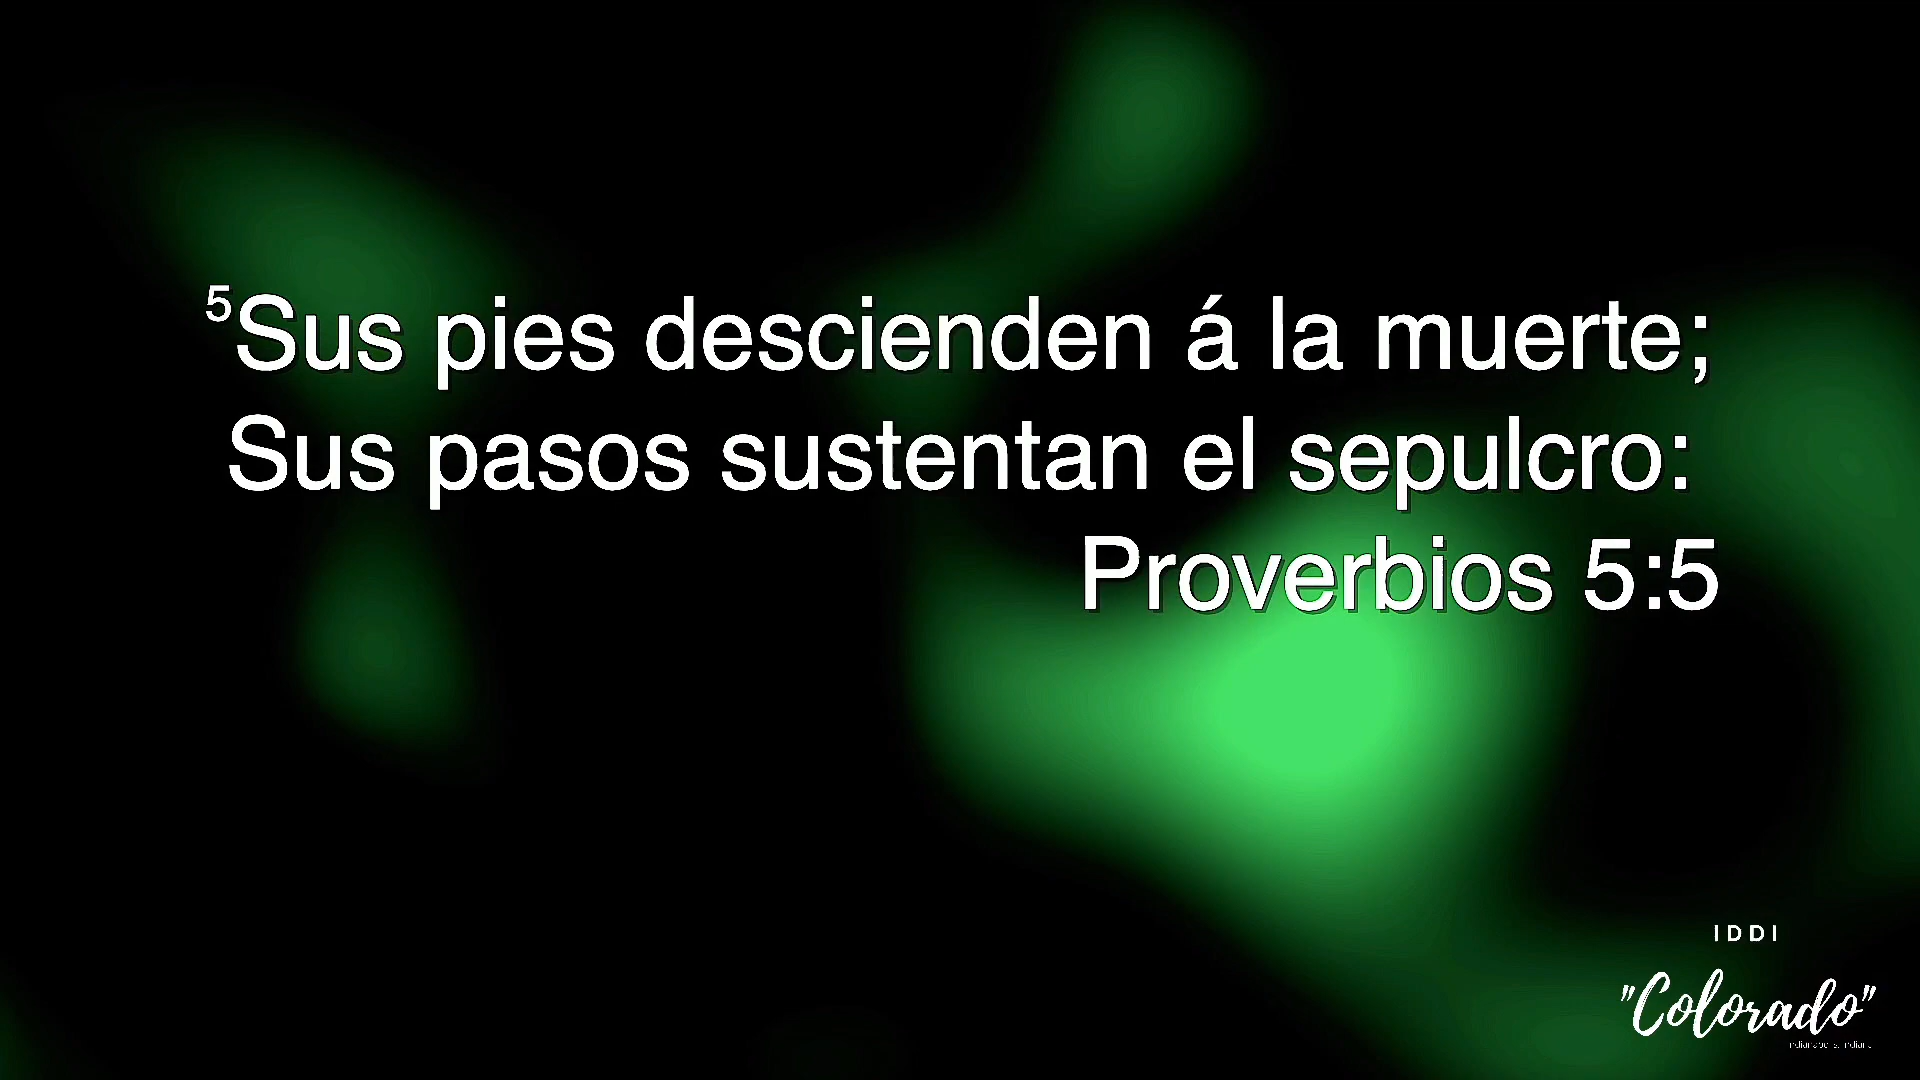 ⁵Sus pies descienden á la muerte;
Sus pasos sustentan el sepulcro:
Proverbios 5:5
IDDI
"Colorado"